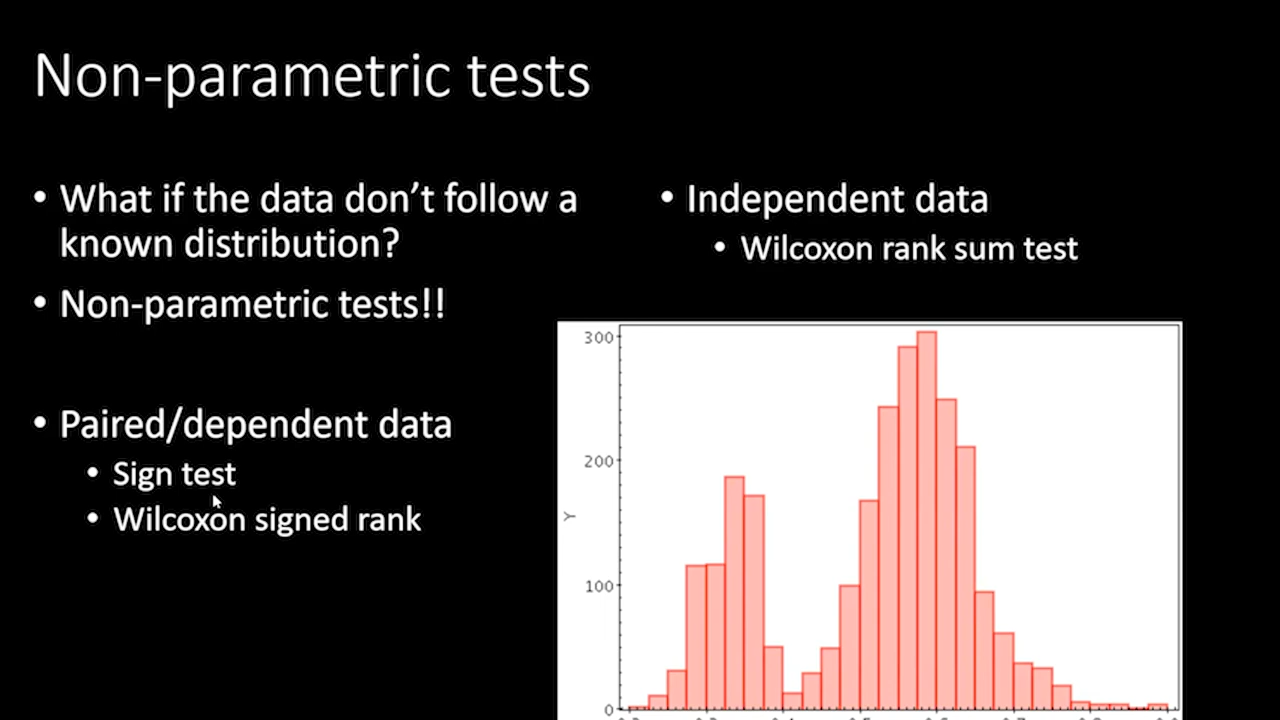 Non-parametric tests
• What if the data don’t follow a
known distribution?
• Non-parametric tests!!
• Paired/dependent data
• Sign test
• Wilcoxon signed rank
• Independent data
• Wilcoxon rank sum test
300
200
100
0
Y